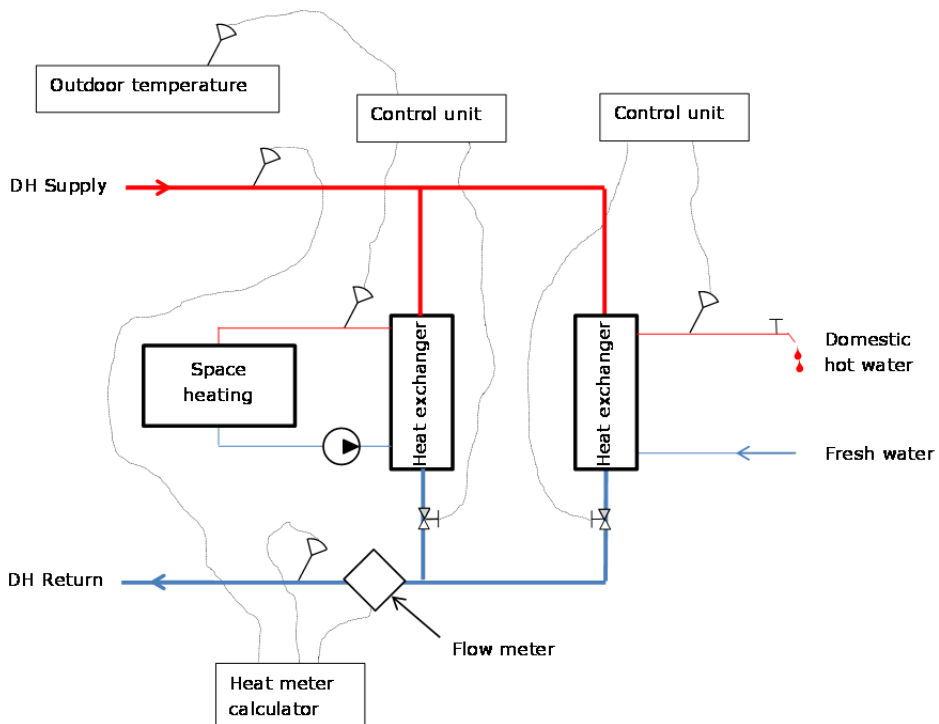 Outdoor temperature
Control unit
Control unit
DH Supply
Heat exchanger
Heat exchanger
Space
heating
Domestic
hot water
Fresh water
DH Return
Flow meter
Heat meter
calculator